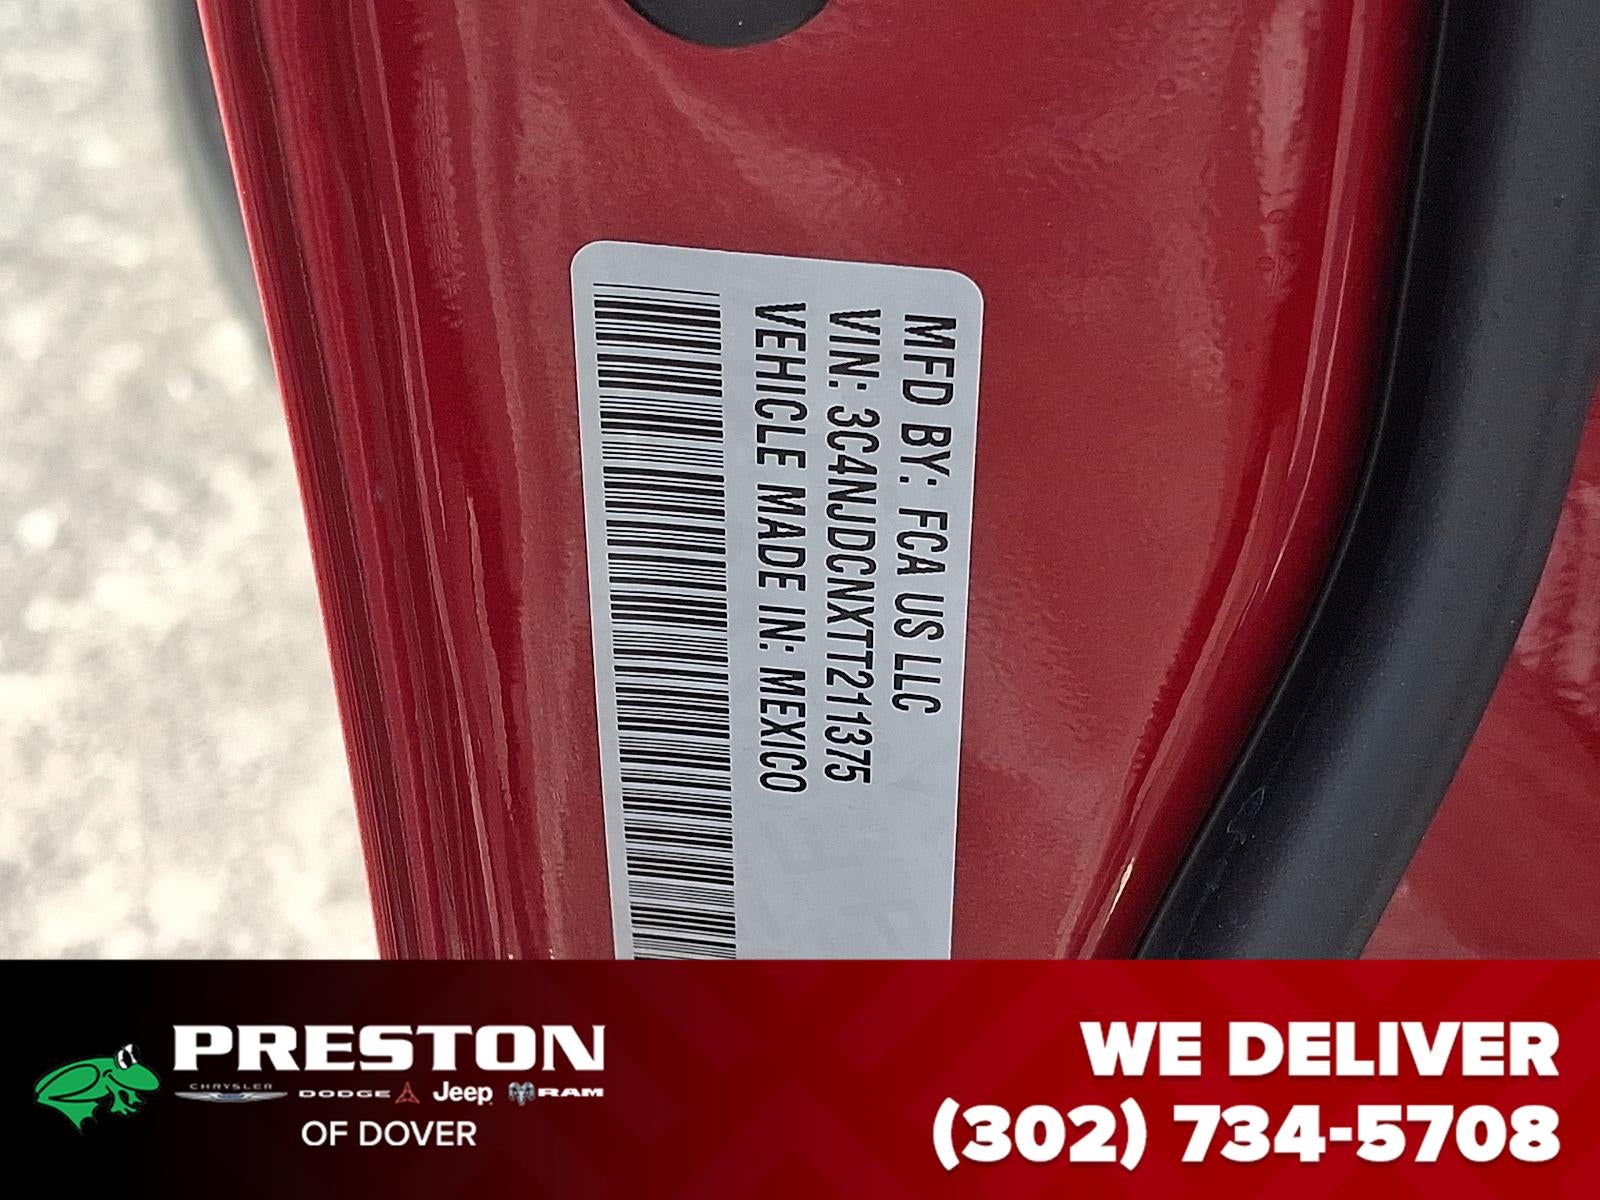 MFD BY: FCA US LLC
VIN: 3C4NJDCNXTT211375
VEHICLE MADE IN: MEXICO
PRESTON
CHRYSLER DODGE Jeep RAM
OF DOVER
WE DELIVER
(302) 734-5708